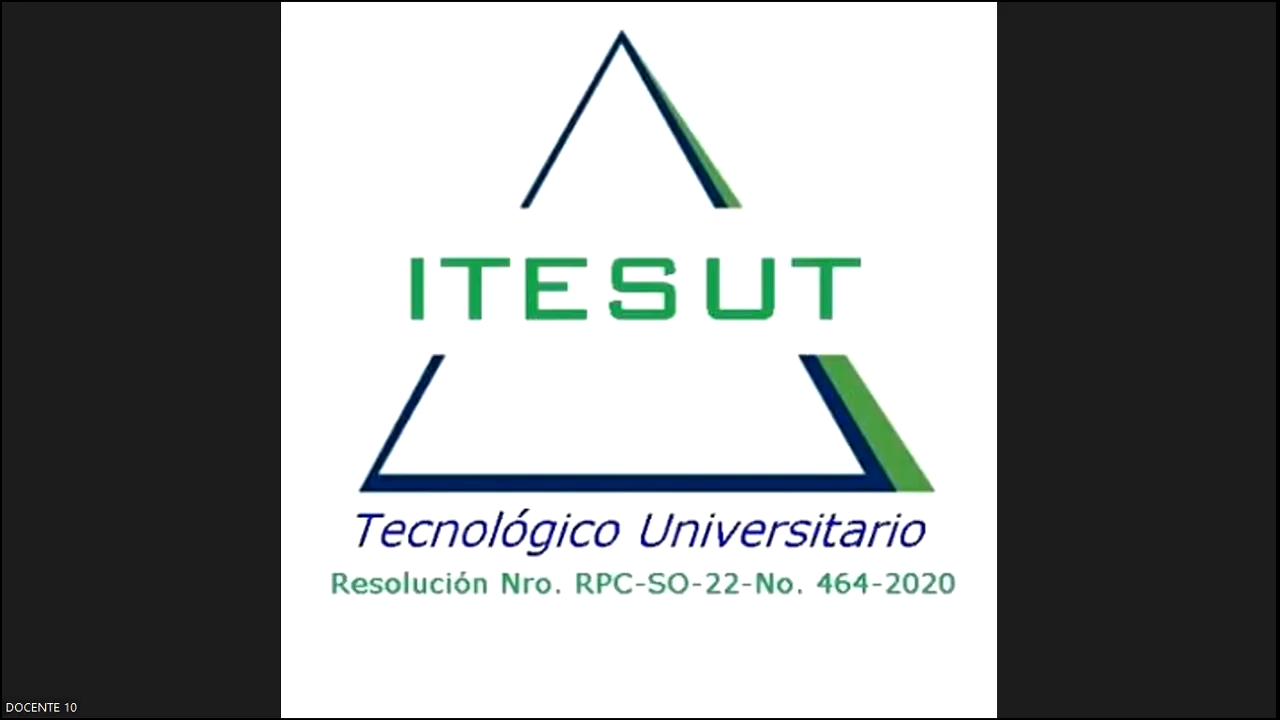 ITESUT
Tecnológico Universitario
Resolución Nro. RPC-SO-22-No. 464-2020
DOCENTE 10